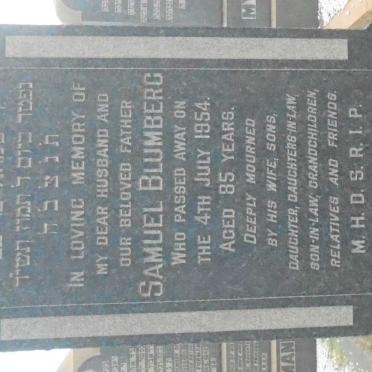 נפטר ביום ג׳ תמוז תשי״ד
ת נ צ ב ה
IN LOVING MEMORY OF
MY DEAR HUSBAND AND
OUR BELOVED FATHER
SAMUEL BLUMBERG
WHO PASSED AWAY ON
THE 4TH JULY 1954.
AGED 85 YEARS.
DEEPLY MOURNED
BY HIS WIFE, SONS,
DAUGHTER, DAUGHTERS-IN-LAW,
SON-IN-LAW, GRANDCHILDREN,
RELATIVES AND FRIENDS.
M. H. D. S. R. I. P.